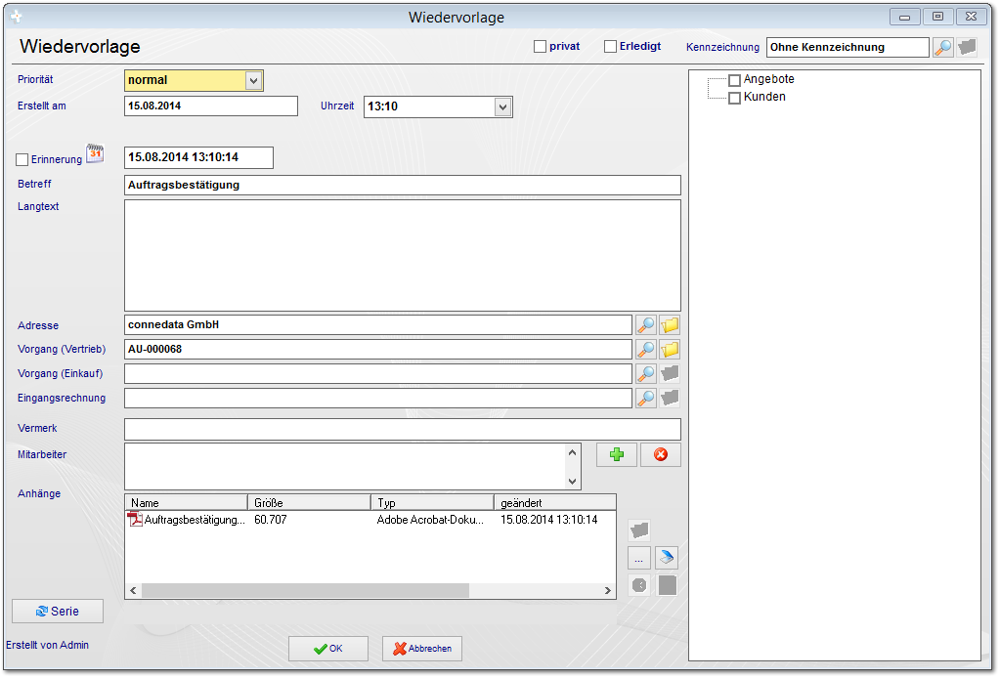 Wiedervorlage
Wiedervorlage
privat
Erledigt
Kennzeichnung
Ohne Kennzeichnung
Priorität
normal
Erstellt am
15.08.2014
Uhrzeit
13:10
Erinnerung
31
15.08.2014 13:10:14
Betreff
Auftragsbestätigung
Langtext
Adresse
connedata GmbH
Vorgang (Vertrieb)
AU-000068
Vorgang (Einkauf)
Eingangsrechnung
Vermerk
Mitarbeiter
Anhänge
Name Größe Typ geändert
Auftragsbestätigung... 60.707 Adobe Acrobat-Doku... 15.08.2014 13:10:14
...
Serie
Erstellt von Admin
OK
Abbrechen
Angebote
Kunden